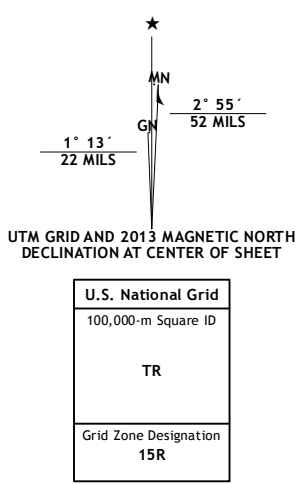 ★
MN
2° 55´
52 MILS
GN
1° 13´
22 MILS
UTM GRID AND 2013 MAGNETIC NORTH
DECLINATION AT CENTER OF SHEET
U.S. National Grid
100,000-m Square ID
TR
Grid Zone Designation
15R